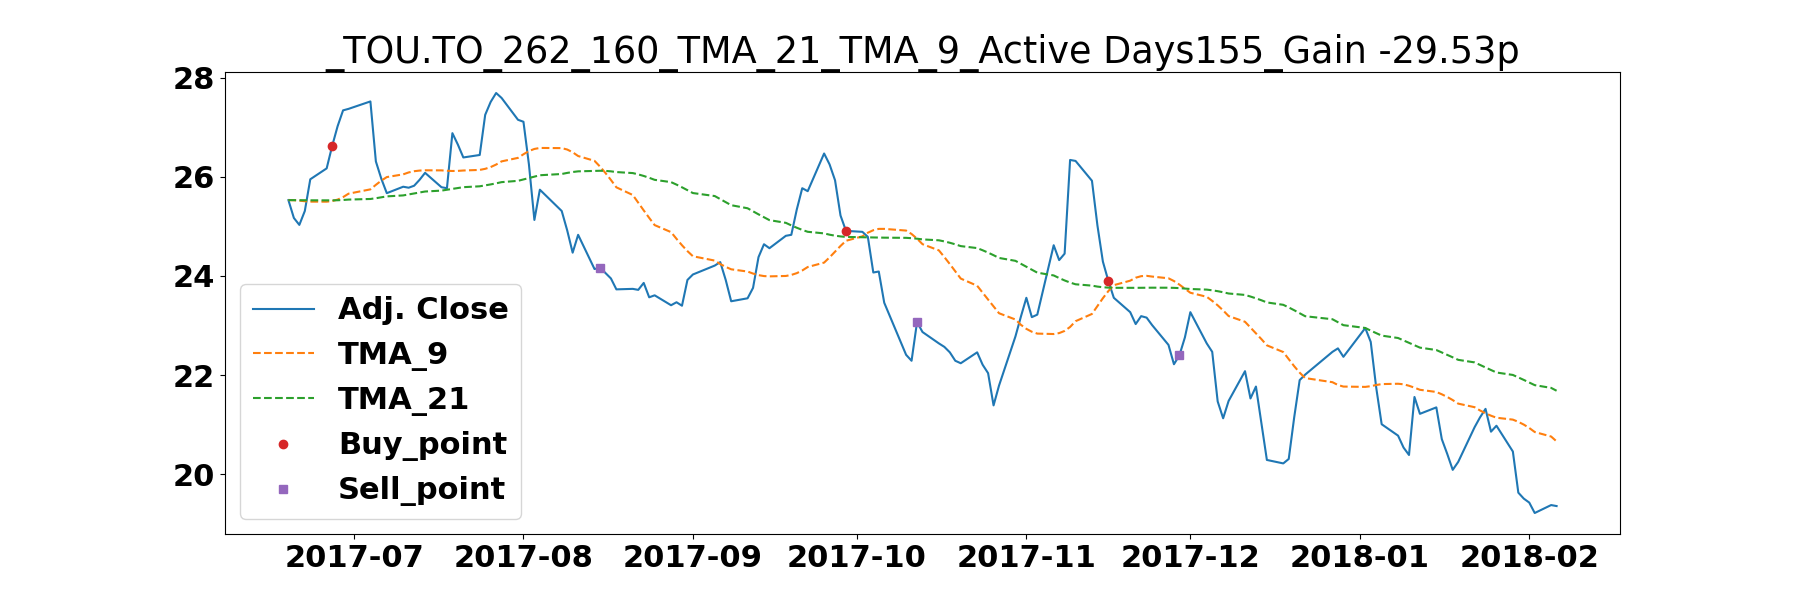 _TOU.TO_262_160_TMA_21_TMA_9_Active Days155_Gain -29.53p
28
26
24
22
20
Adj. Close
TMA_9
TMA_21
Buy_point
Sell_point
2017-07 2017-08 2017-09 2017-10 2017-11 2017-12 2018-01 2018-02